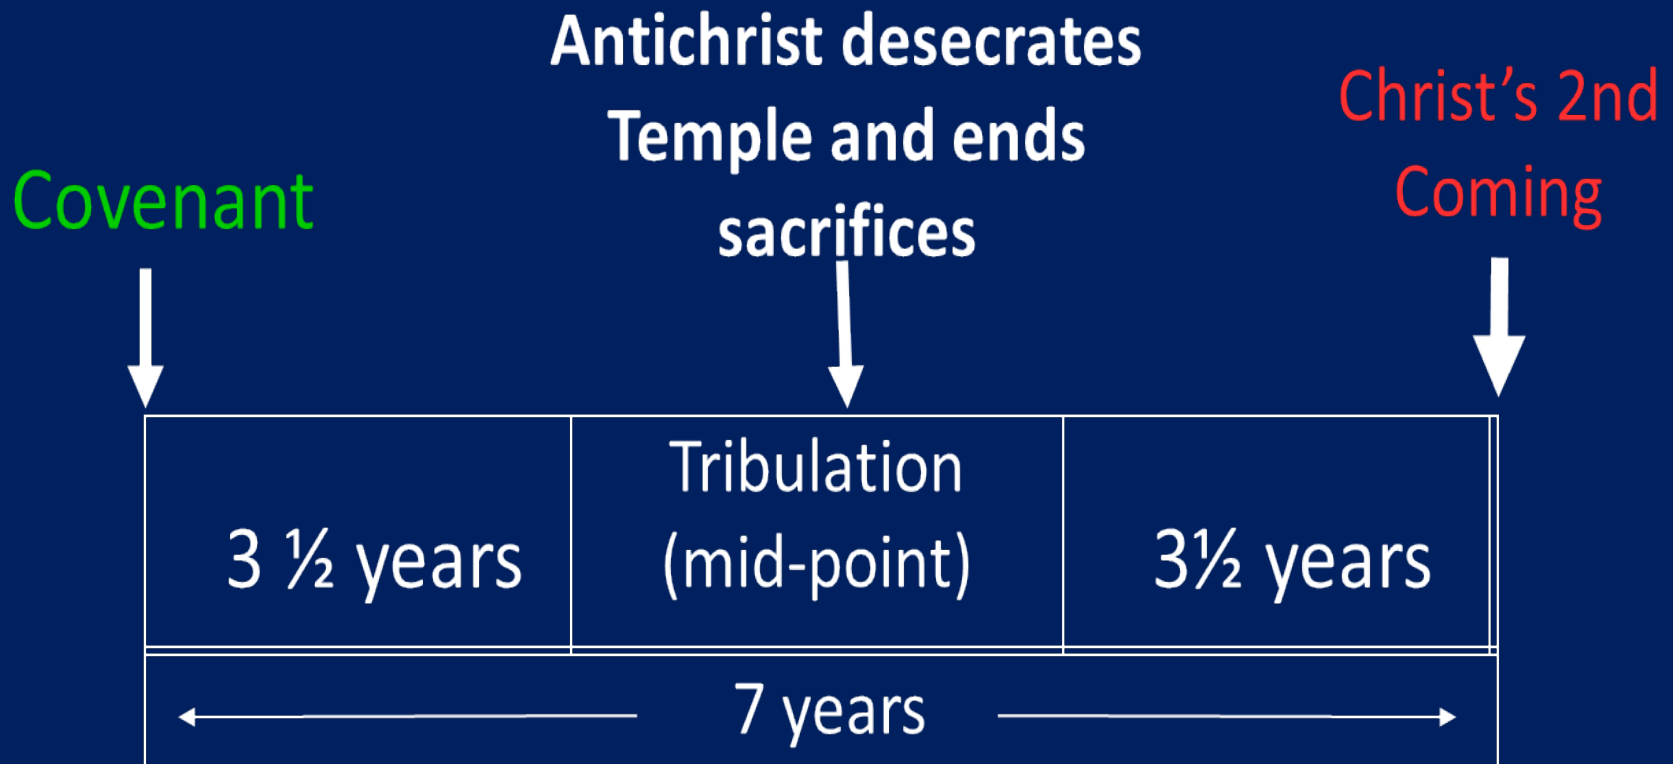 Antichrist desecrates
Temple and ends
sacrifices
Christ’s 2nd
Coming
Covenant
3 ½ years
Tribulation
(mid-point)
3½ years
7 years